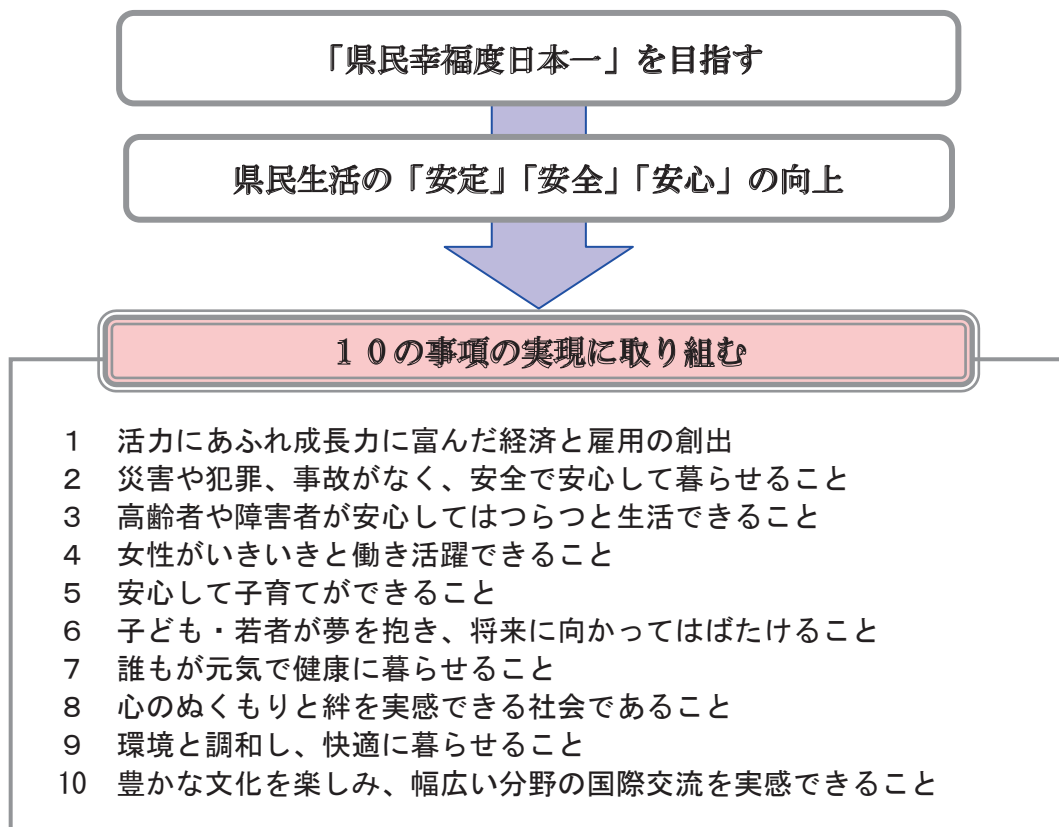 「県民幸福度日本一」を目指す
県民生活の「安定」「安全」「安心」の向上
１０の事項の実現に取り組む
１　活力にあふれ成長力に富んだ経済と雇用の創出
２　災害や犯罪、事故がなく、安全で安心して暮らせること
３　高齢者や障害者が安心してはつらつと生活できること
４　女性がいきいきと働き活躍できること
５　安心して子育てができること
６　子ども・若者が夢を抱き、将来に向かってはばたけること
７　誰もが元気で健康に暮らせること
８　心のぬくもりと絆を実感できる社会であること
９　環境と調和し、快適に暮らせること
10　豊かな文化を楽しみ、幅広い分野の国際交流を実感できること